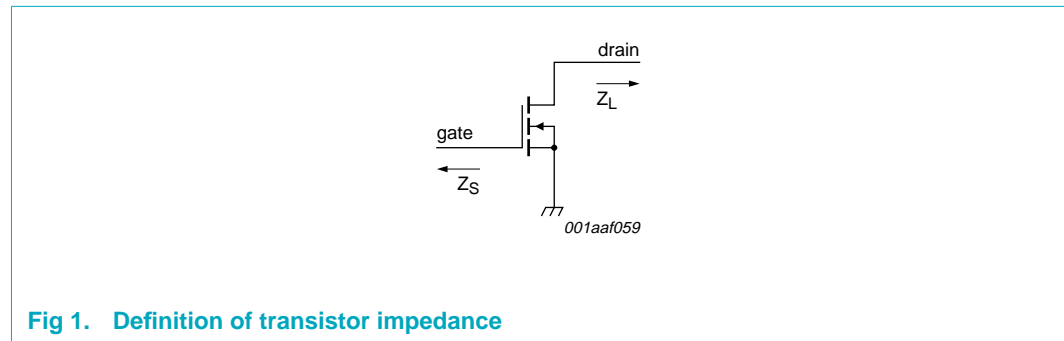 drain
Z_L
gate
Z_S
001aaf059
Fig 1. Definition of transistor impedance